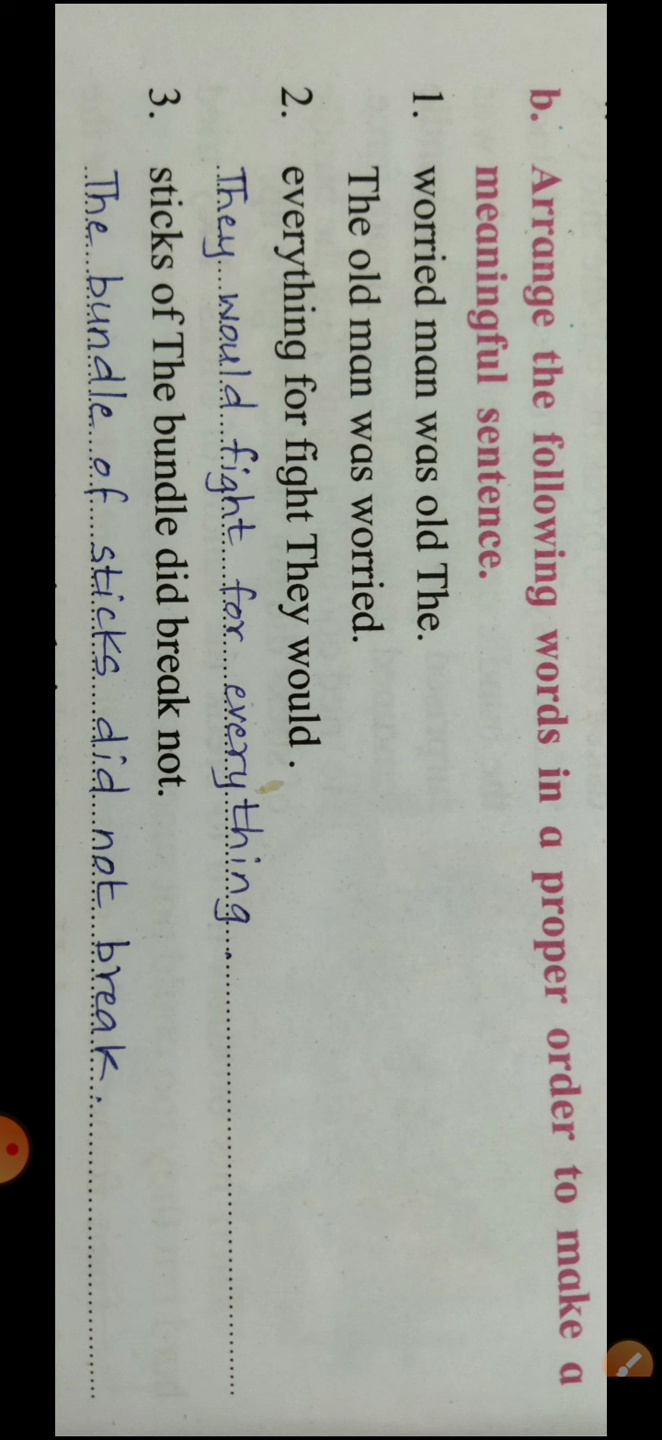 b. Arrange the following words in a proper order to make a
meaningful sentence.
1. worried man was old The.
The old man was worried.
2. everything for fight They would .
They would fight for everything.
3. sticks of The bundle did break not.
The bundle of sticks did not break.